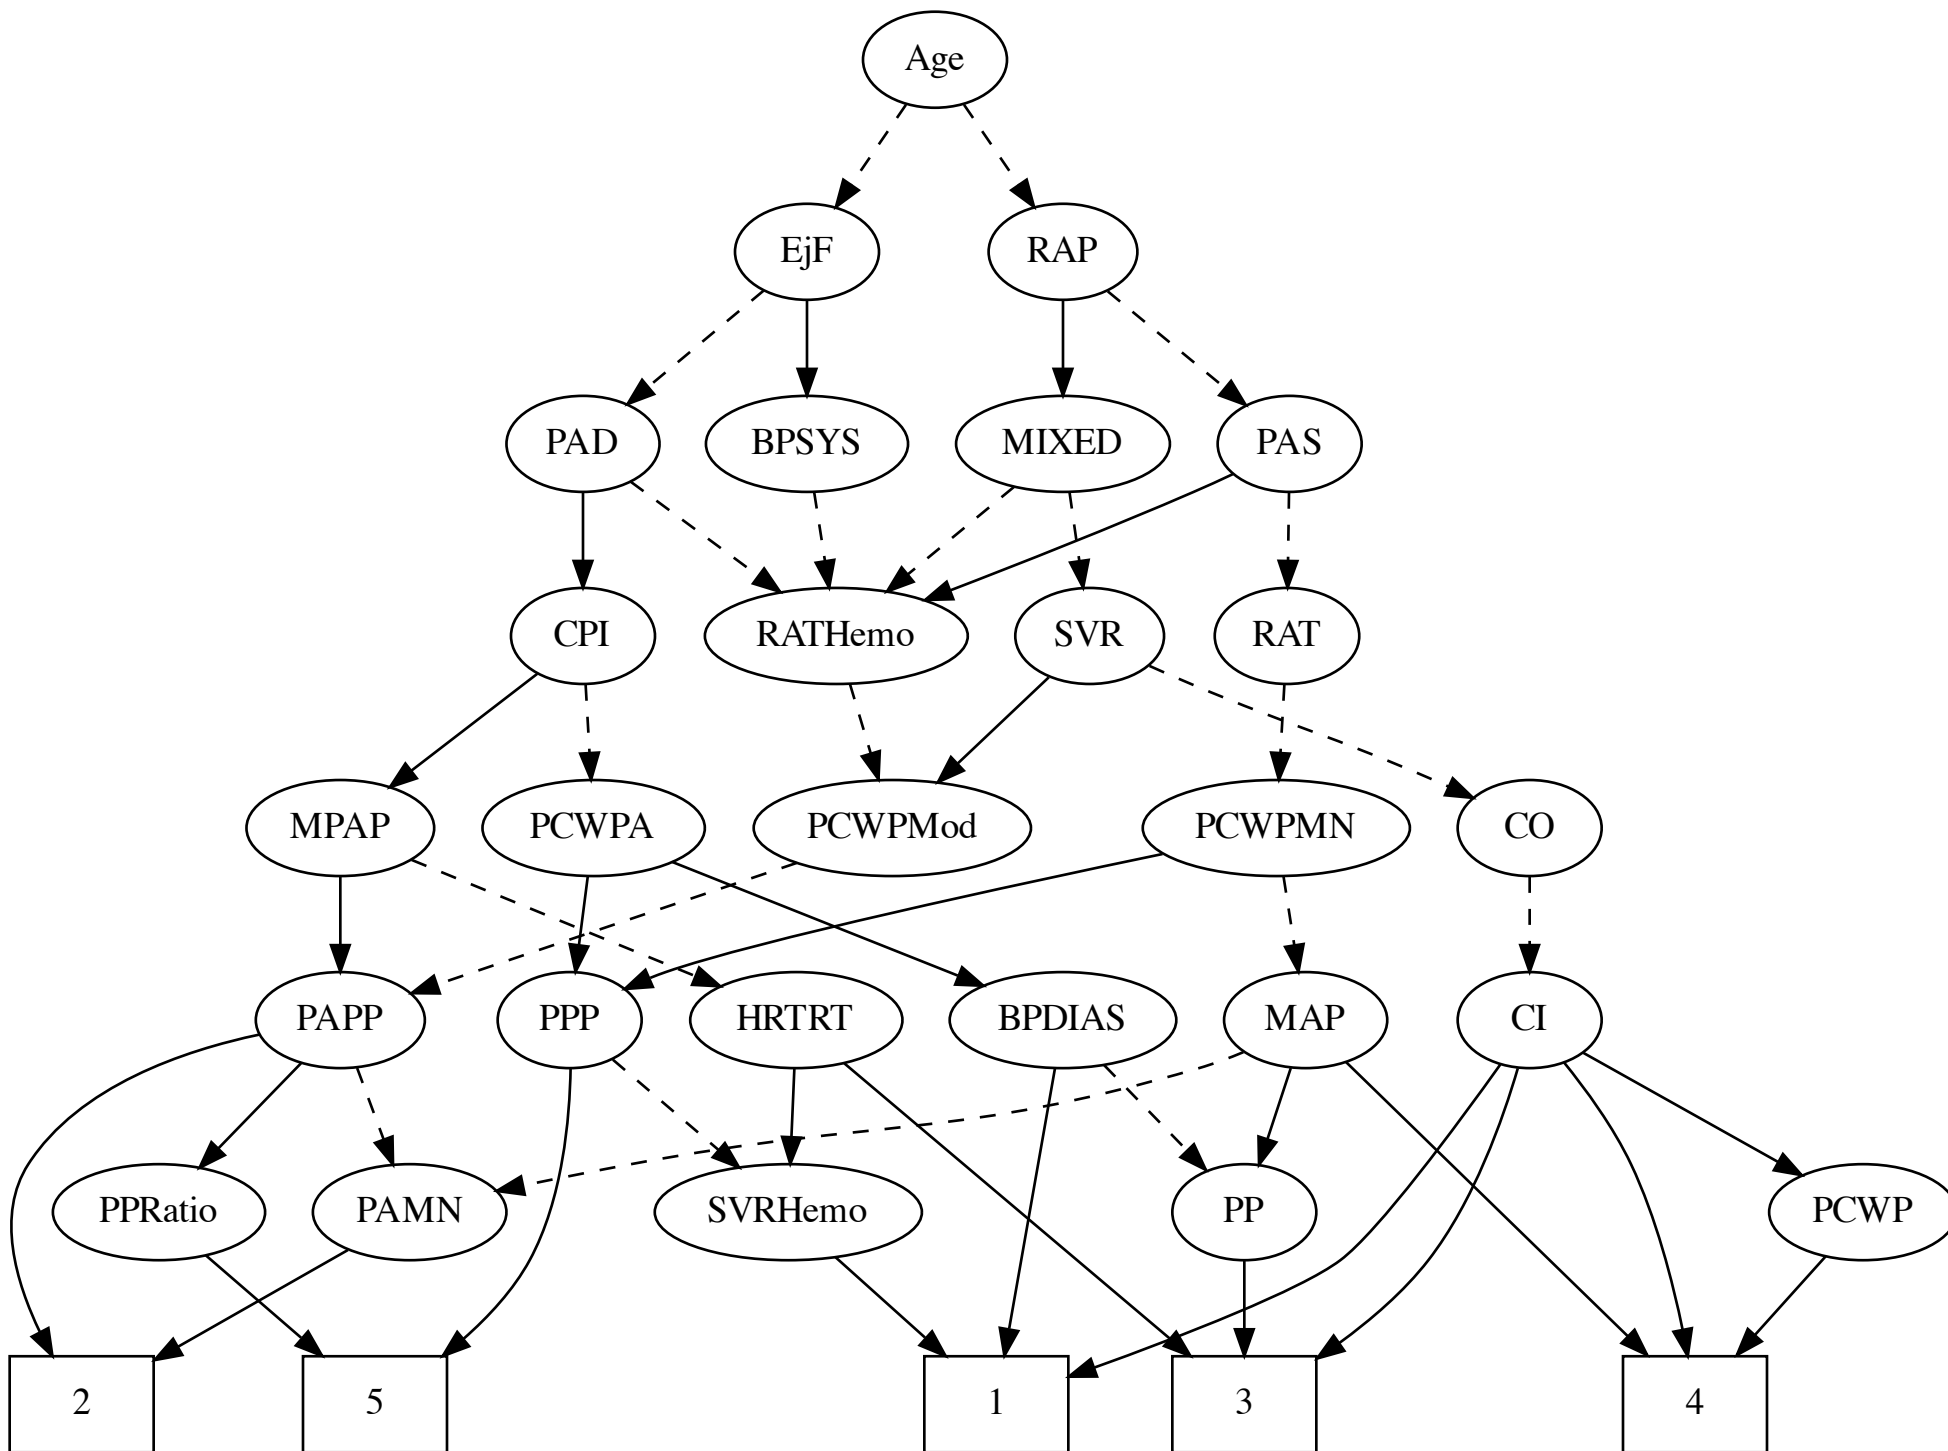 Age
EjF
RAP
PAD
BPSYS
MIXED
PAS
CPI
RATHemo
SVR
RAT
MPAP
PCWPA
PCWPMod
PCWPMN
CO
PAPP
PPP
HRTRT
BPDIAS
MAP
CI
PPRatio
PAMN
SVRHemo
PP
PCWP
2
5
1
3
4